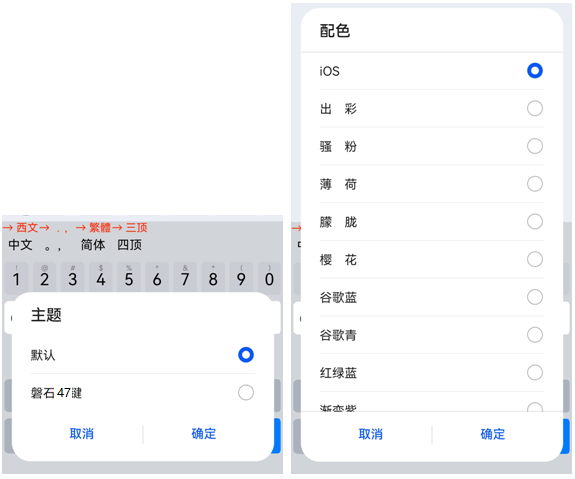 → 西文→ . , → 繁體→ 三顶
中文 。, 简体 四顶
! @ # $ % ^ & * ( )
1 2 3 4 5 6 7 8 9 0
主题
默认
磐石 47键
取消 确定
配色
iOS
出 彩
骚 粉
薄 荷
朦 胧
樱 花
谷歌蓝
谷歌青
红绿蓝
渐变紫
取消 确定